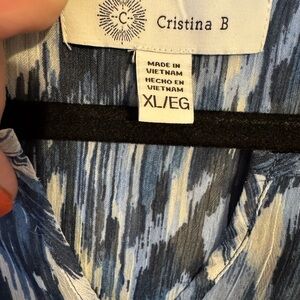 C
Cristina B
MADE IN
VIETNAM
HECHO EN
VIETNAM
XL/EG